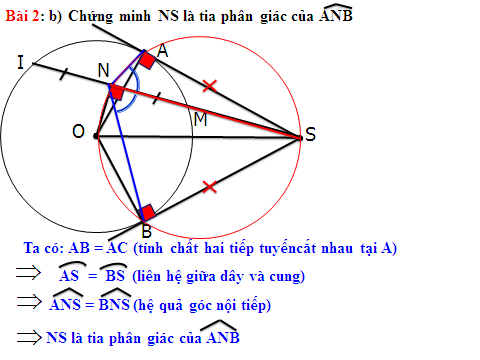 Bài 2: b) Chứng minh NS là tia phân giác của ANB
A
I
N
M
O
S
B
Ta có: AB = AC (tính chất hai tiếp tuyếncắt nhau tại A)
⇒ AS = BS (liên hệ giữa dây và cung)
⇒ ANS = BNS (hệ quả góc nội tiếp)
⇒ NS là tia phân giác của ANB